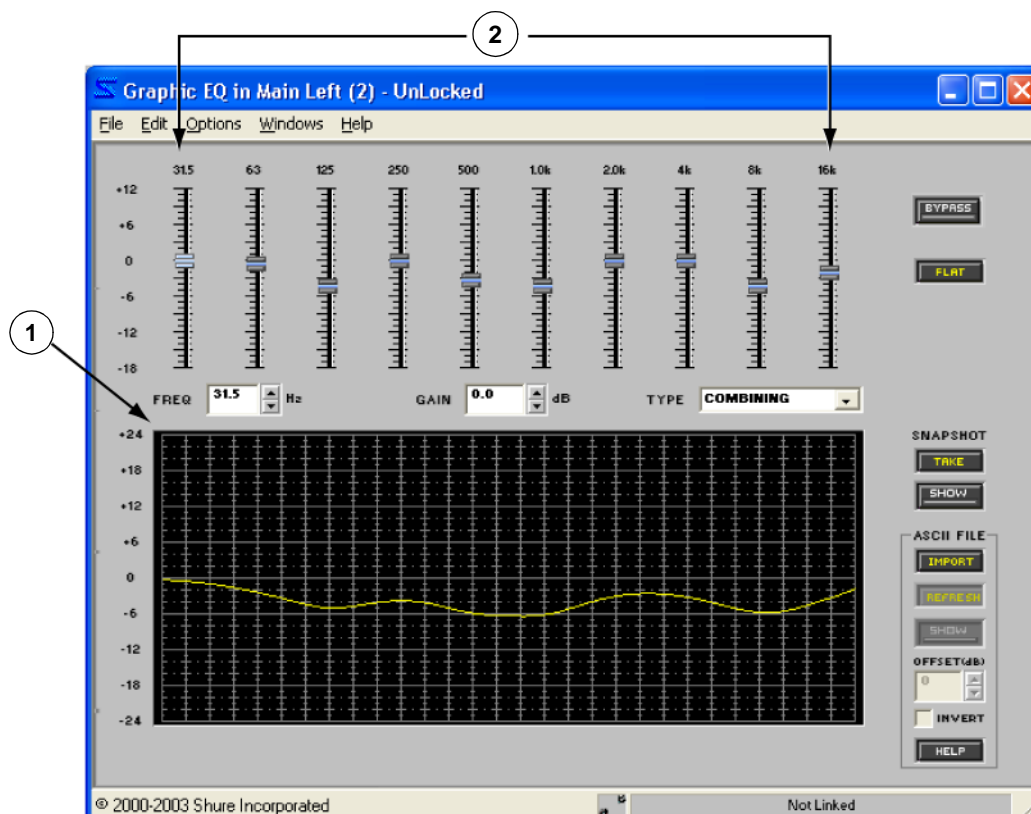 2
Graphic EQ in Main Left (2) - UnLocked
File Edit Options Windows Help
31.5 63 125 250 500 1.0k 2.0k 4k 8k 16k
+12
+6
0
-6
-12
-18
BYPASS
FLAT
1
FREQ 31.5 Hz GAIN 0.0 dB TYPE COMBINING
+24
+18
+12
+6
0
-6
-12
-18
-24
SNAPSHOT
TAKE
SHOW
ASCII FILE
IMPORT
REFRESH
SHOW
OFFSET(dB)
0
INVERT
HELP
© 2000-2003 Shure Incorporated
Not Linked